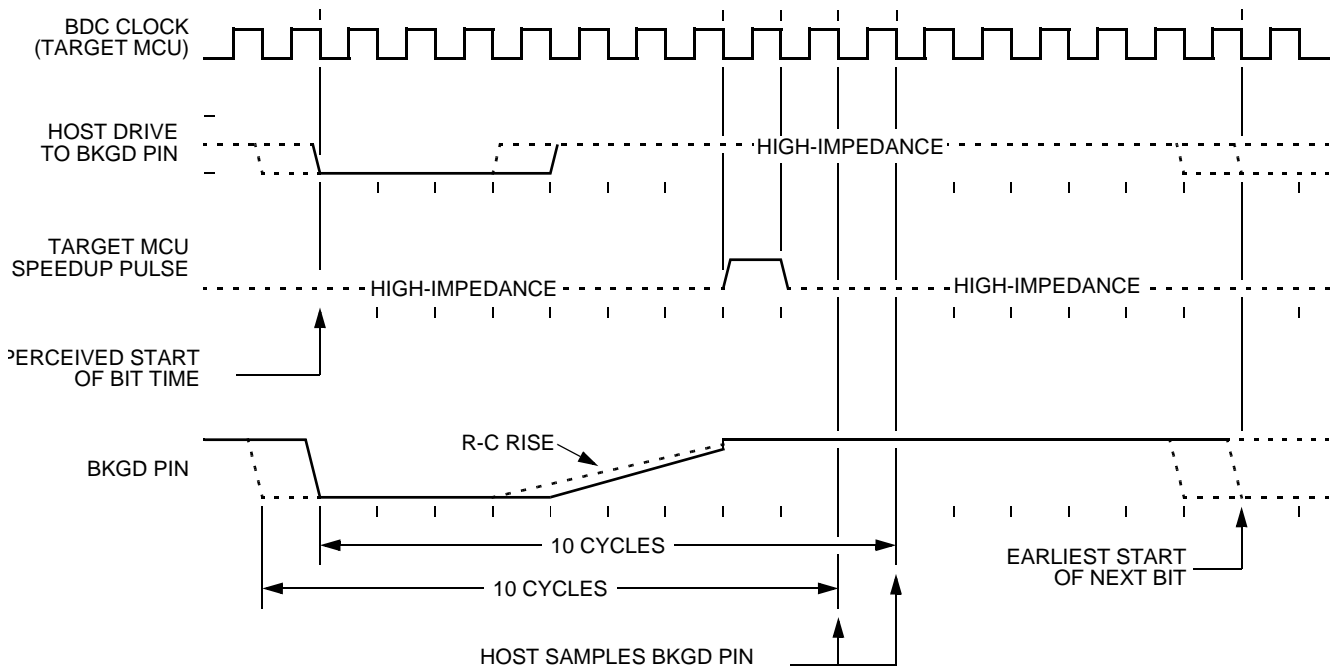 BDC CLOCK
(TARGET MCU)
HOST DRIVE
TO BKGD PIN
HIGH-IMPEDANCE
TARGET MCU
SPEEDUP PULSE
HIGH-IMPEDANCE
HIGH-IMPEDANCE
PERCEIVED START
OF BIT TIME
R-C RISE
BKGD PIN
10 CYCLES
EARLIEST START
OF NEXT BIT
10 CYCLES
HOST SAMPLES BKGD PIN